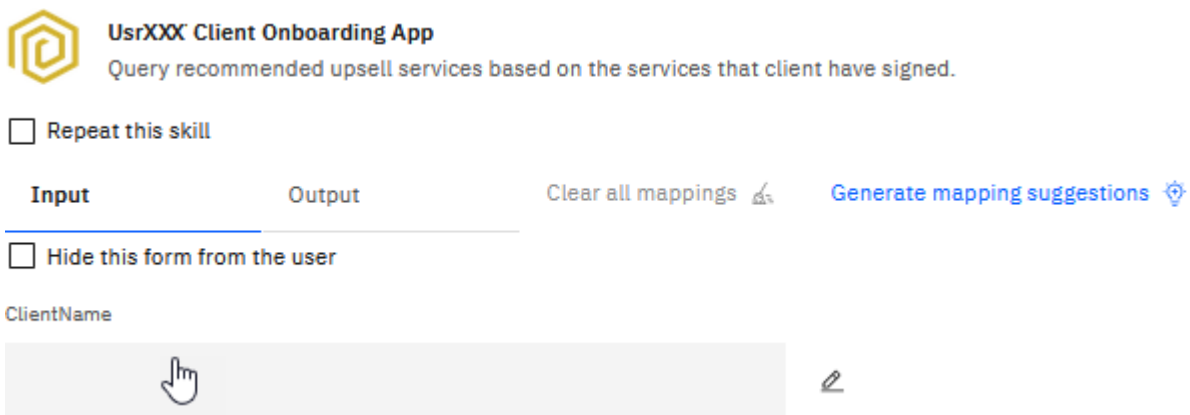 UsrXXX Client Onboarding App
Query recommended upsell services based on the services that client have signed.
Repeat this skill
Input Output Clear all mappings Generate mapping suggestions
Hide this form from the user
ClientName